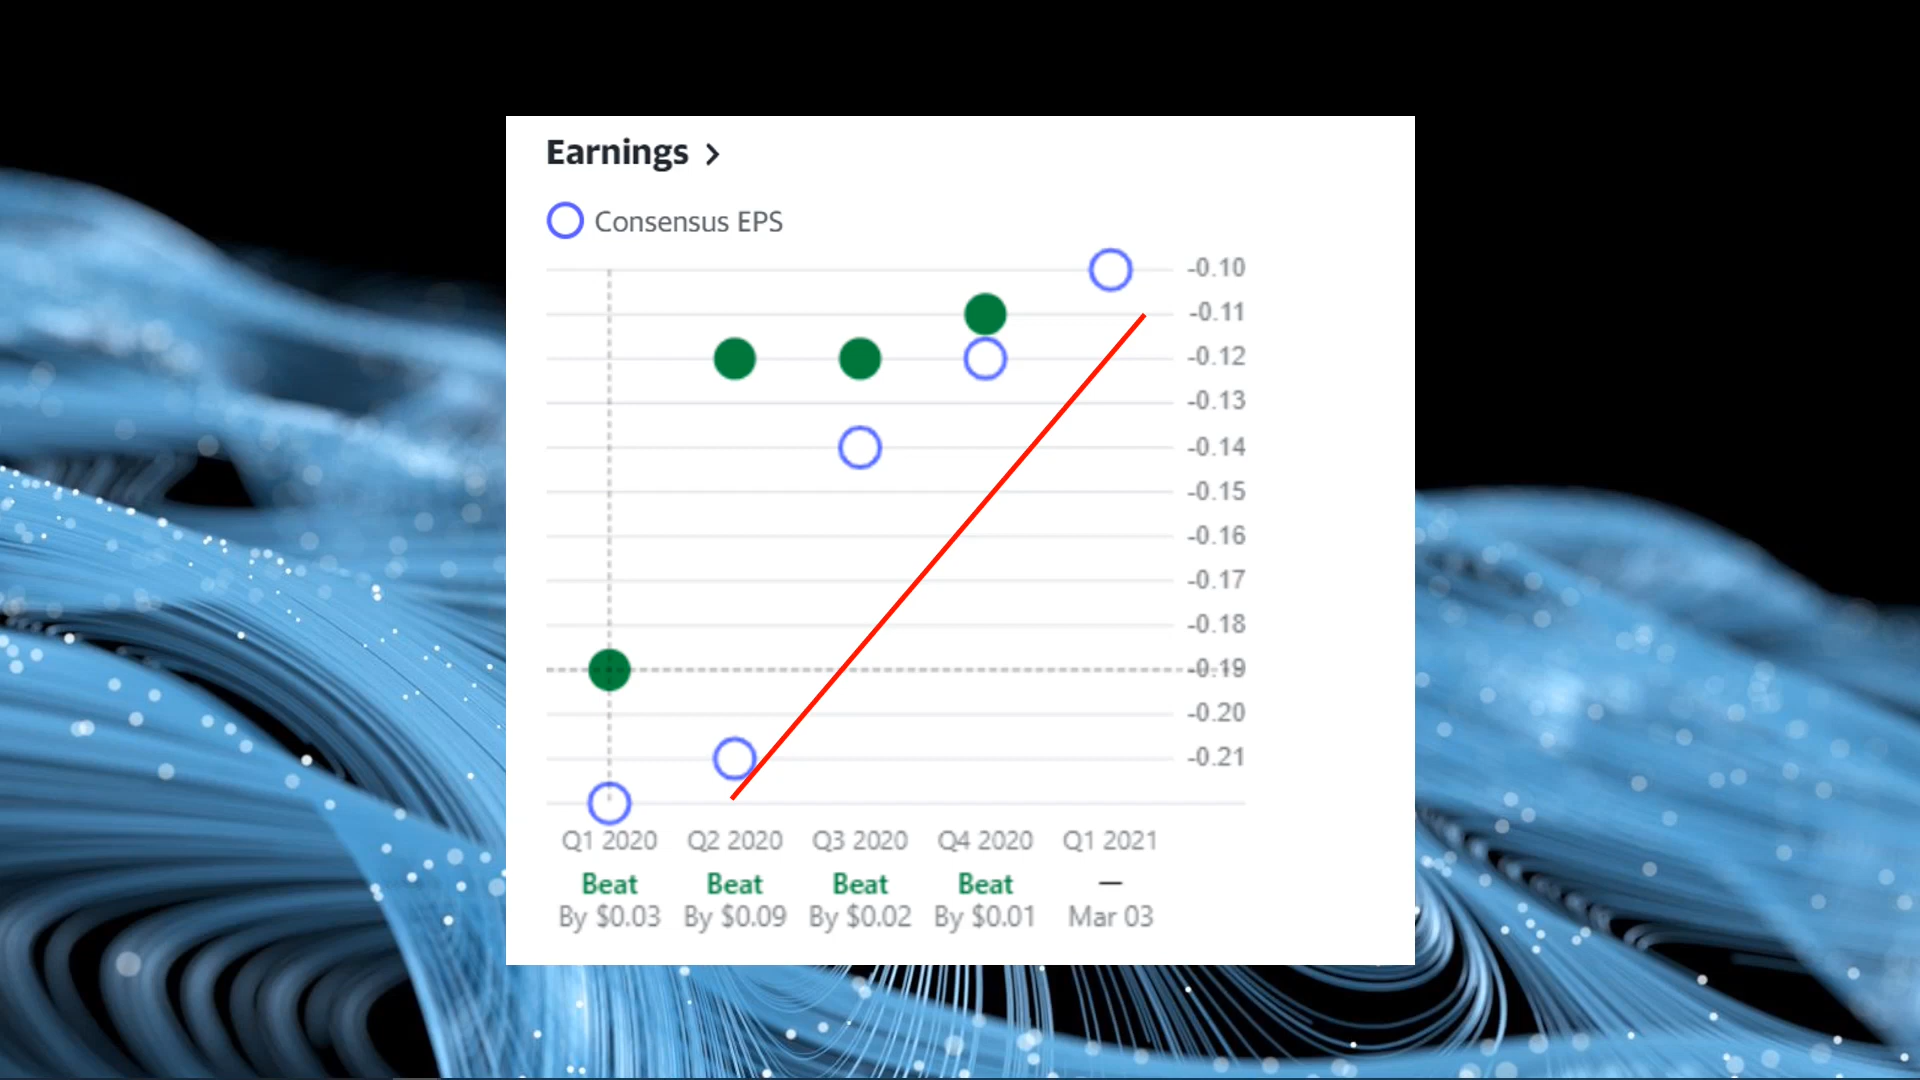 Earnings >
Consensus EPS
-0.10
-0.11
-0.12
-0.13
-0.14
-0.15
-0.16
-0.17
-0.18
-0.19
-0.20
-0.21
Q1 2020 Q2 2020 Q3 2020 Q4 2020 Q1 2021
Beat Beat Beat Beat —
By $0.03 By $0.09 By $0.02 By $0.01 Mar 03